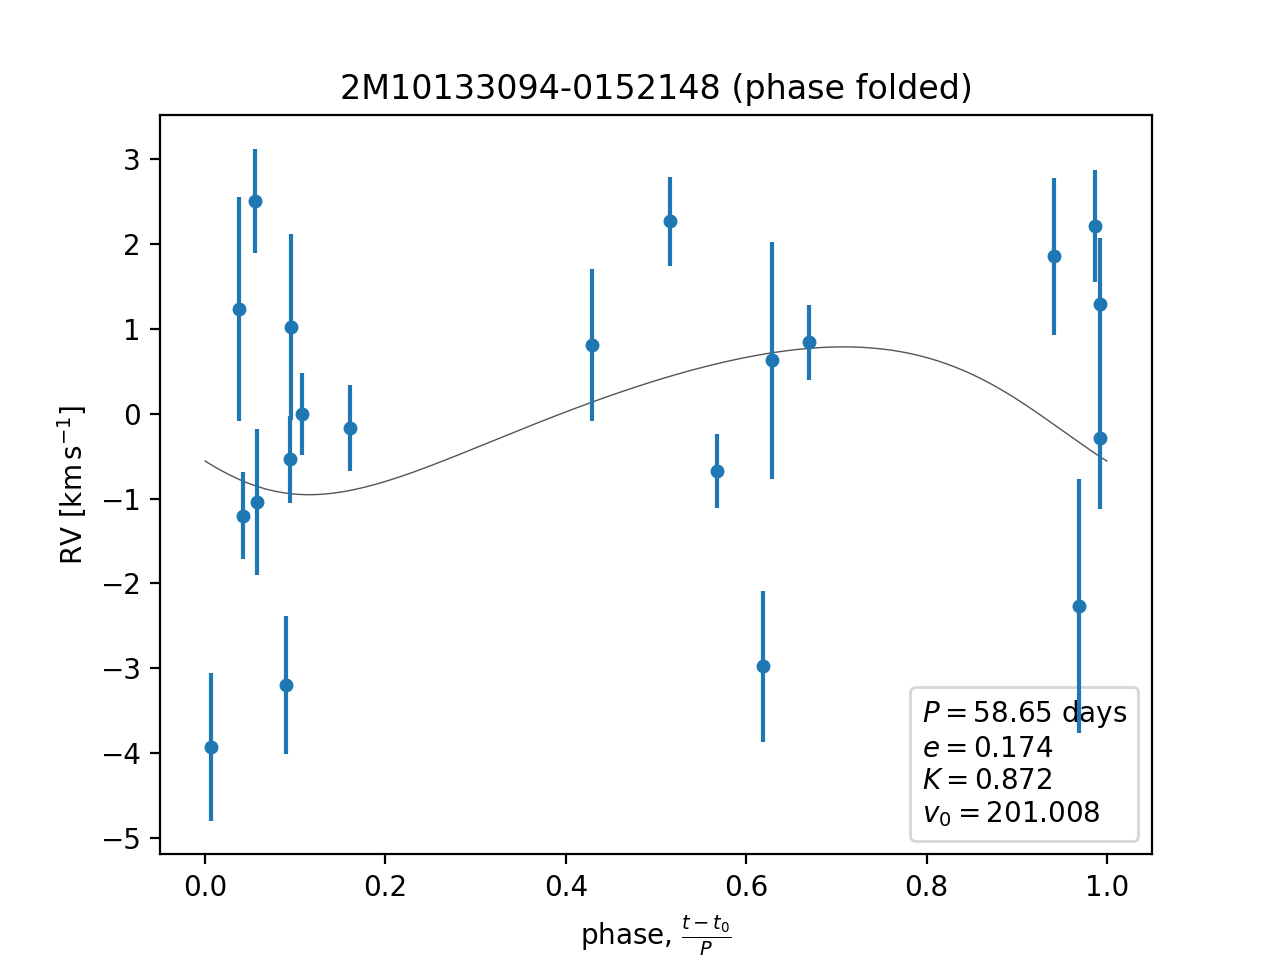 2M10133094-0152148 (phase folded)
RV [km s⁻¹]
3
2
1
0
−1
−2
−3
−4
−5
P = 58.65 days
e = 0.174
K = 0.872
v₀ = 201.008
0.0 0.2 0.4 0.6 0.8 1.0
phase, (t − t₀)/P